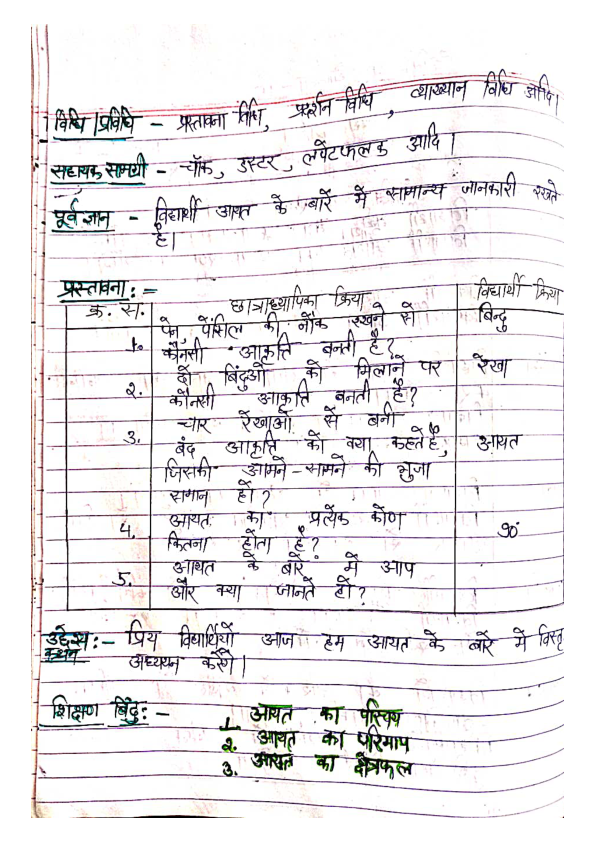 विधि/प्रविधि - प्रस्तावना विधि, प्रदर्शन विधि, व्याख्यान विधि आदि।
सहायक सामग्री - चॉक, डस्टर, लपेटफलक आदि।
पूर्व ज्ञान - विद्यार्थी आयत के बारे में सामान्य जानकारी रखते
है।
प्रस्तावना: -
क्र. स. छात्राध्यापिका क्रिया विद्यार्थी क्रिया
1. पेन, पेंसिल की नोंक रखने से बिन्दु
कौनसी आकृति बनती है?
2. दो बिंदुओं को मिलाने पर रेखा
कौनसी आकृति बनती है?
3. चार रेखाओं से बनी
बंद आकृति को क्या कहते है, आयत
जिसकी आमने-सामने की भुजा
समान हो?
4. आयत का प्रत्येक कोण 90°
कितना होता है?
5. आयत के बारे में आप
और क्या जानते हो?
उद्देश्य:- प्रिय विद्यार्थियों आज हम आयत के बारे में विस्तृ
कथन अध्ययन करेंगे।
शिक्षण बिंदु: -
1. आयत का परिचय
2. आयत का परिमाप
3. आयत का क्षेत्रफल